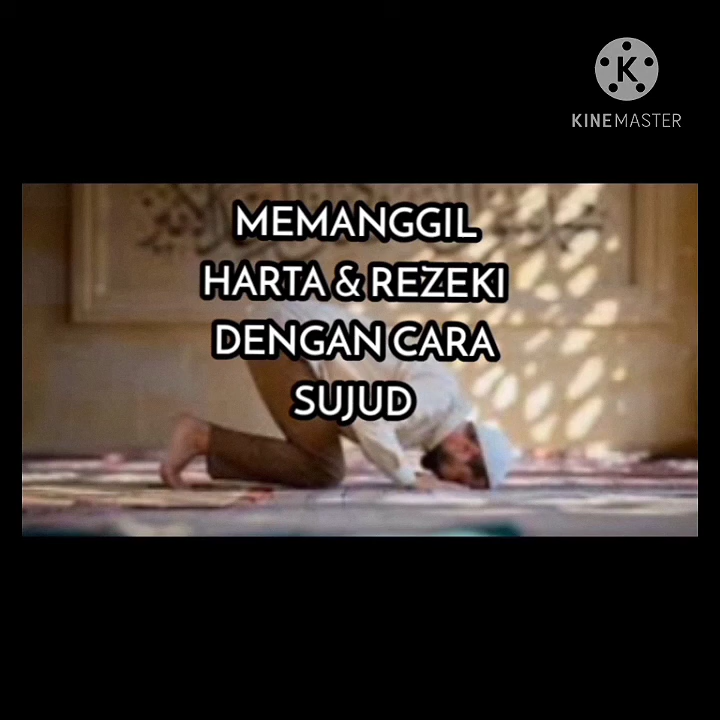 KINEMASTER
MEMANGGIL
HARTA & REZEKI
DENGAN CARA
SUJUD